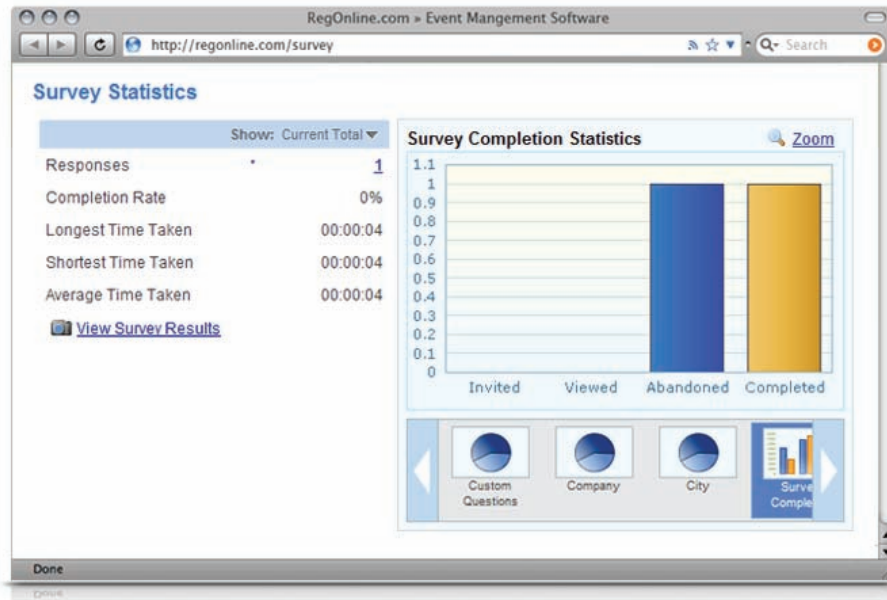 RegOnline.com » Event Mangement Software
http://regonline.com/survey
Search
Survey Statistics
Show: Current Total
Responses 1
Completion Rate 0%
Longest Time Taken 00:00:04
Shortest Time Taken 00:00:04
Average Time Taken 00:00:04
View Survey Results
Survey Completion Statistics Zoom
1.1
1
0.9
0.8
0.7
0.6
0.5
0.4
0.3
0.2
0.1
0
Invited Viewed Abandoned Completed
Custom Questions
Company
City
Surve
Comple
Done